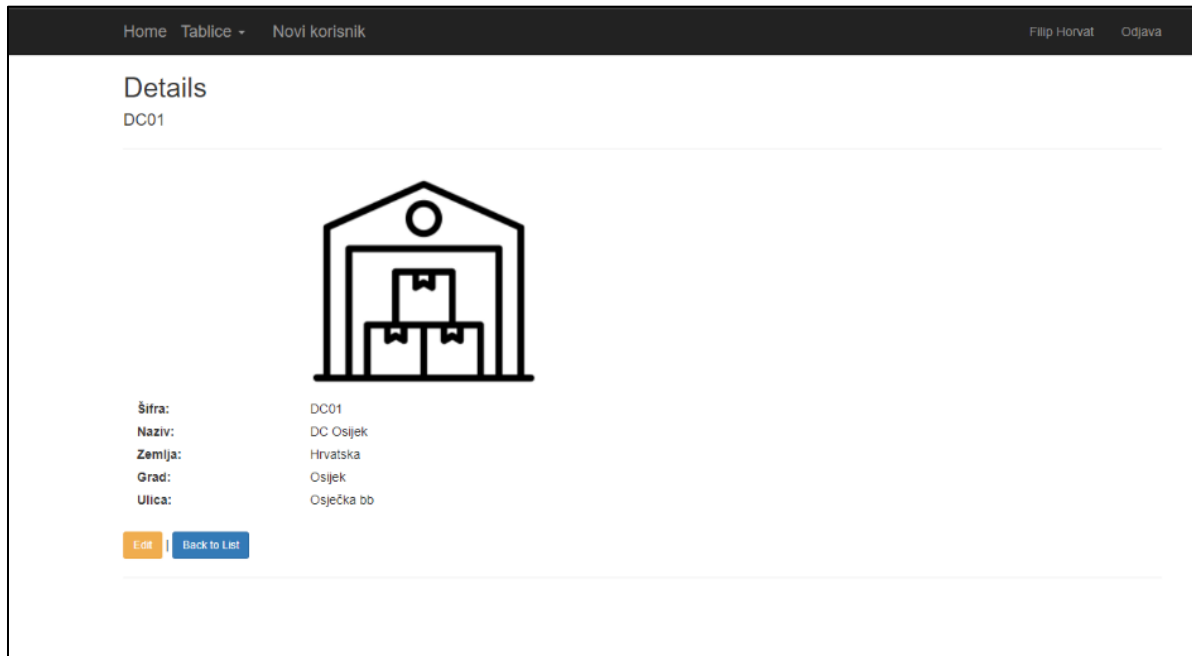 Home Tablice Novi korisnik Filip Horvat Odjava
Details
DC01
Šifra: DC01
Naziv: DC Osijek
Zemlja: Hrvatska
Grad: Osijek
Ulica: Osječka bb
Edit | Back to List